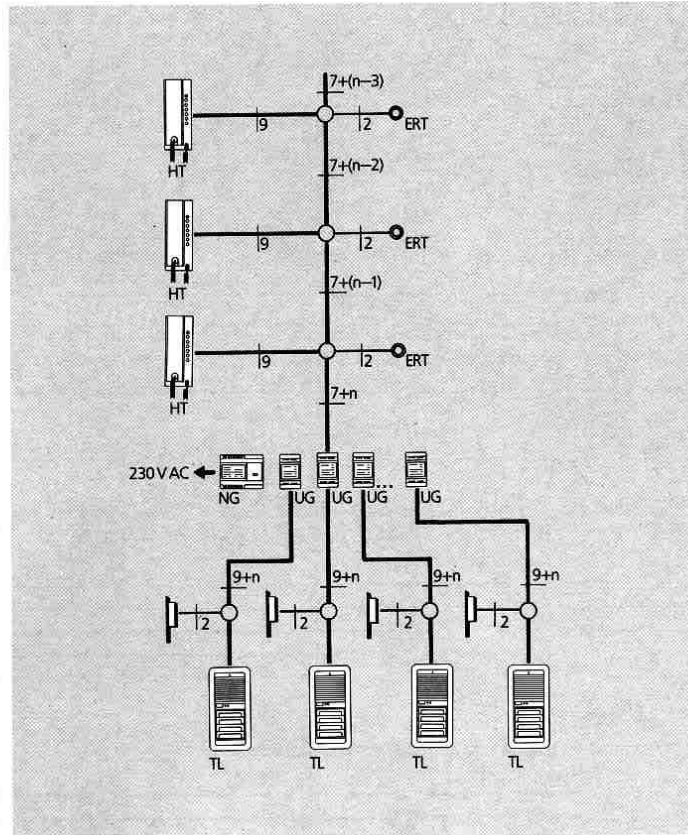 7+(n–3)
9
2
ERT
HT
7+(n–2)
9
2
ERT
HT
7+(n–1)
9
2
ERT
HT
7+n
230 V AC
NG
UG
UG
UG
...
UG
9+n
9+n
9+n
9+n
2
2
2
2
TL
TL
TL
TL